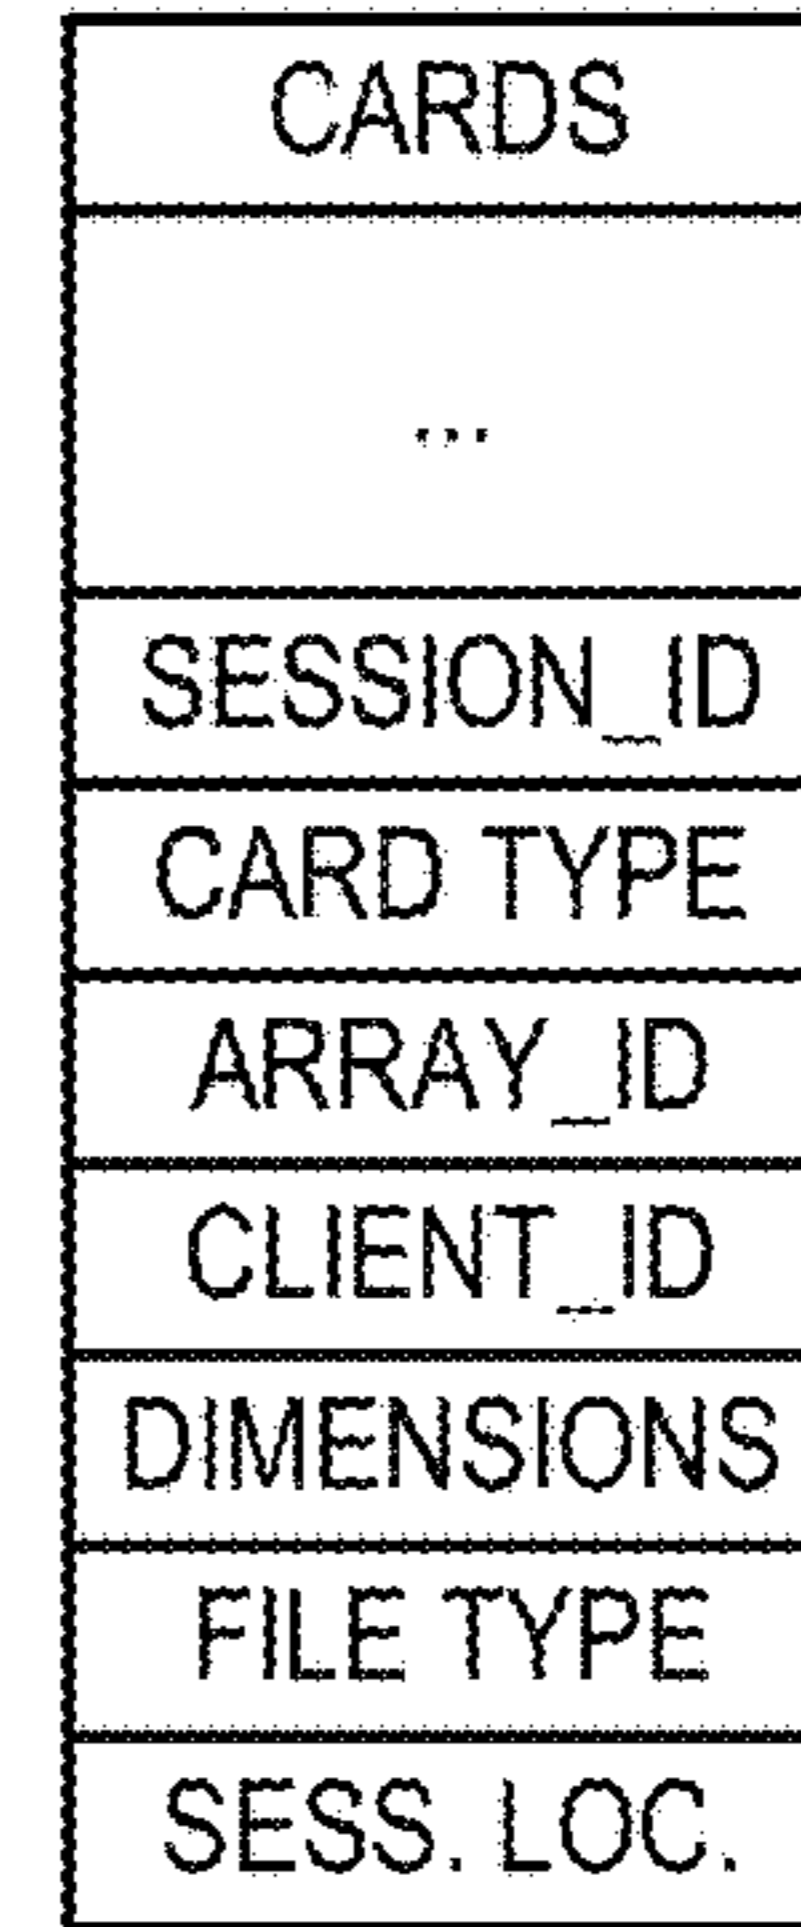 CARDS
...
SESSION_ID
CARD TYPE
ARRAY_ID
CLIENT_ID
DIMENSIONS
FILE TYPE
SESS. LOC.